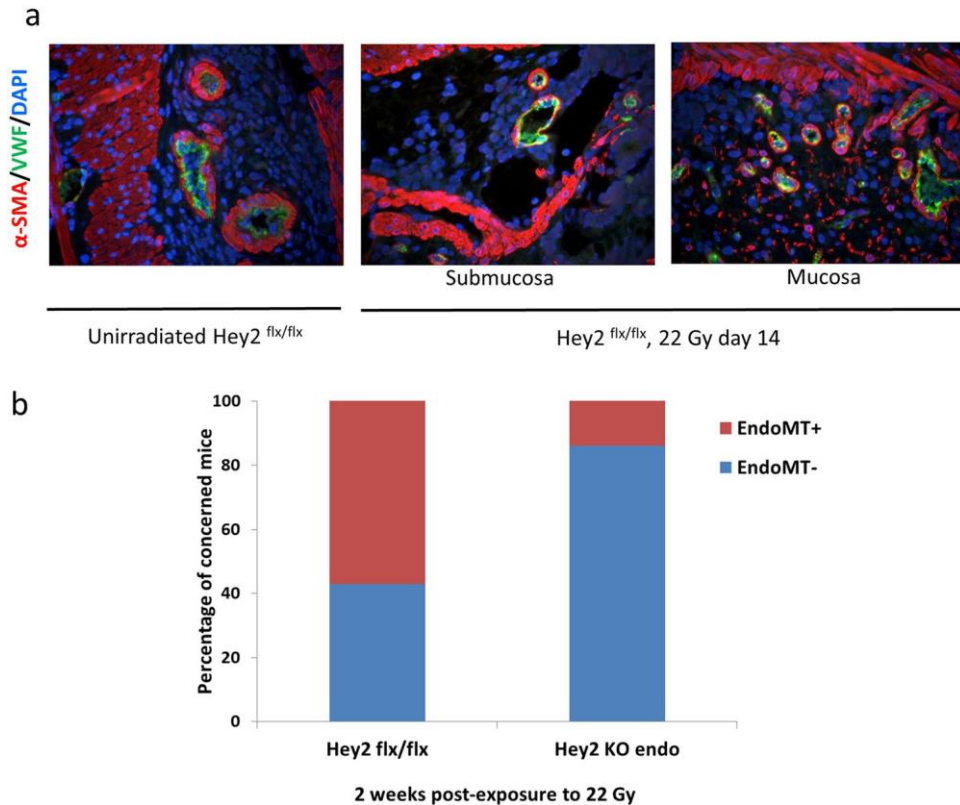 a
α-SMA/VWF/DAPI
Submucosa
Mucosa
Unirradiated Hey2 flx/flx
Hey2 flx/flx, 22 Gy day 14
b
Percentage of concerned mice
100
80
60
40
20
0
EndoMT+
EndoMT-
Hey2 flx/flx
Hey2 KO endo
2 weeks post-exposure to 22 Gy